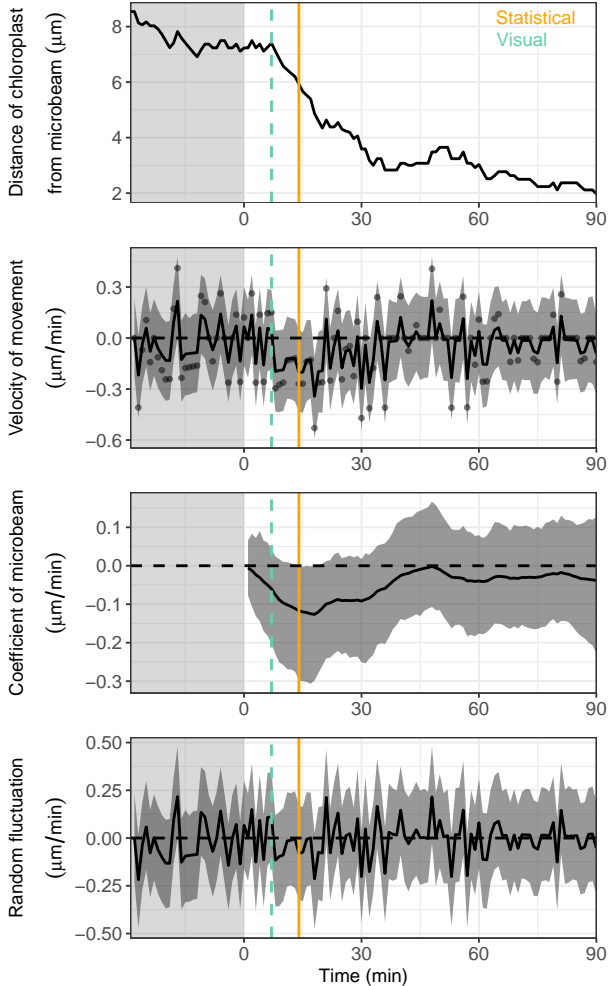 Distance of chloroplast
from microbeam (μm)
Statistical
Visual
8
6
4
2
0 30 60 90
Velocity of movement
(μm/min)
0.3
0.0
−0.3
−0.6
0 30 60 90
Coefficient of microbeam
(μm/min)
0.1
0.0
−0.1
−0.2
−0.3
0 30 60 90
Random fluctuation
(μm/min)
0.50
0.25
0.00
−0.25
−0.50
0 30 60 90
Time (min)